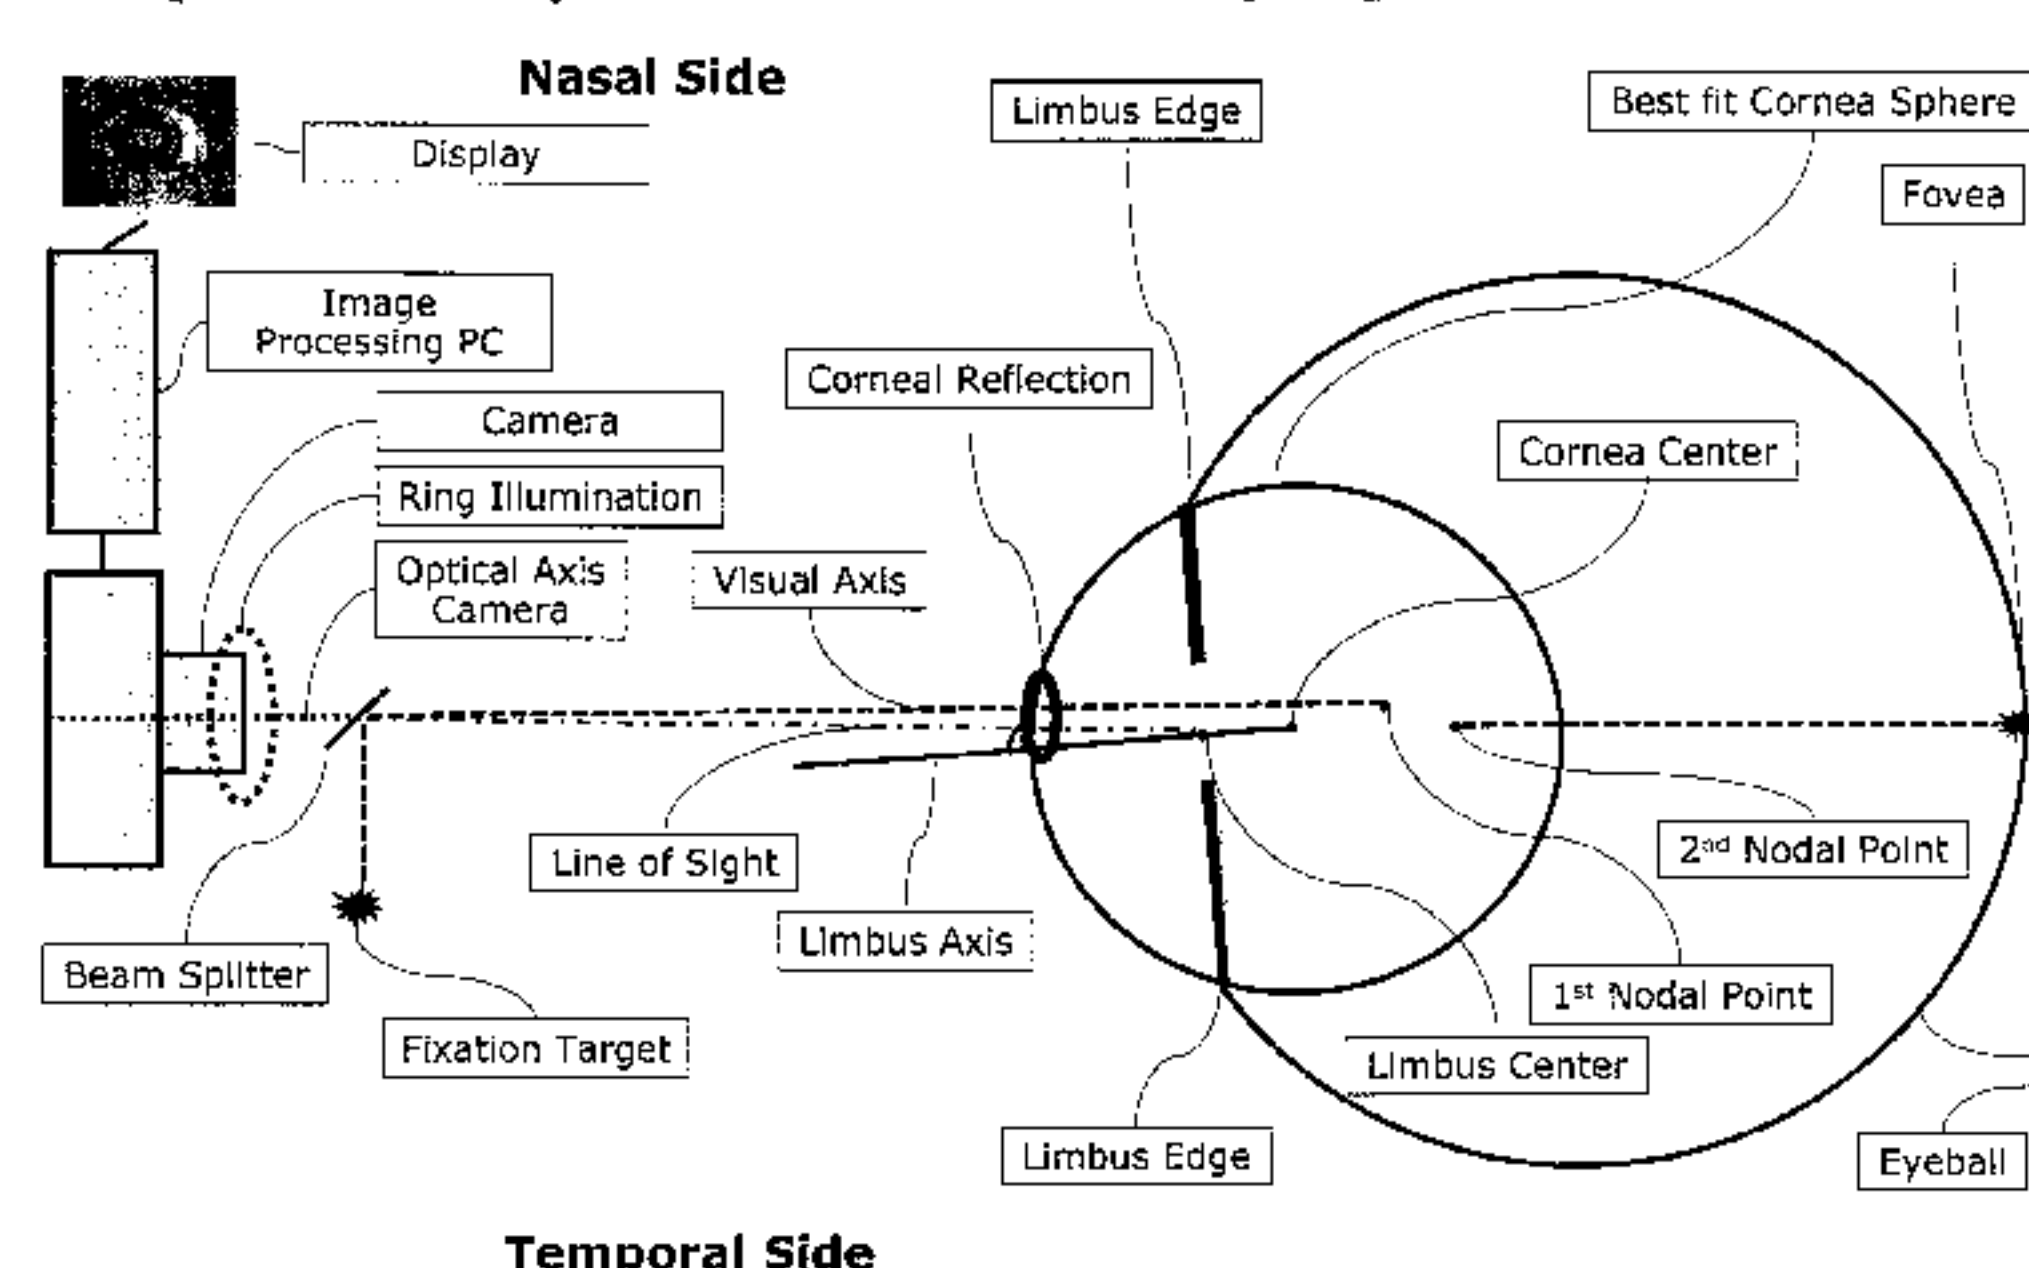 Nasal Side
Limbus Edge
Best fit Cornea Sphere
Display
Fovea
Image
Processing PC
Corneal Reflection
Camera
Cornea Center
Ring Illumination
Optical Axis
Camera
Visual Axis
Line of Sight
2nd Nodal Point
Limbus Axis
Beam Splitter
1st Nodal Point
Fixation Target
Limbus Center
Limbus Edge
Eyeball
Temporal Side